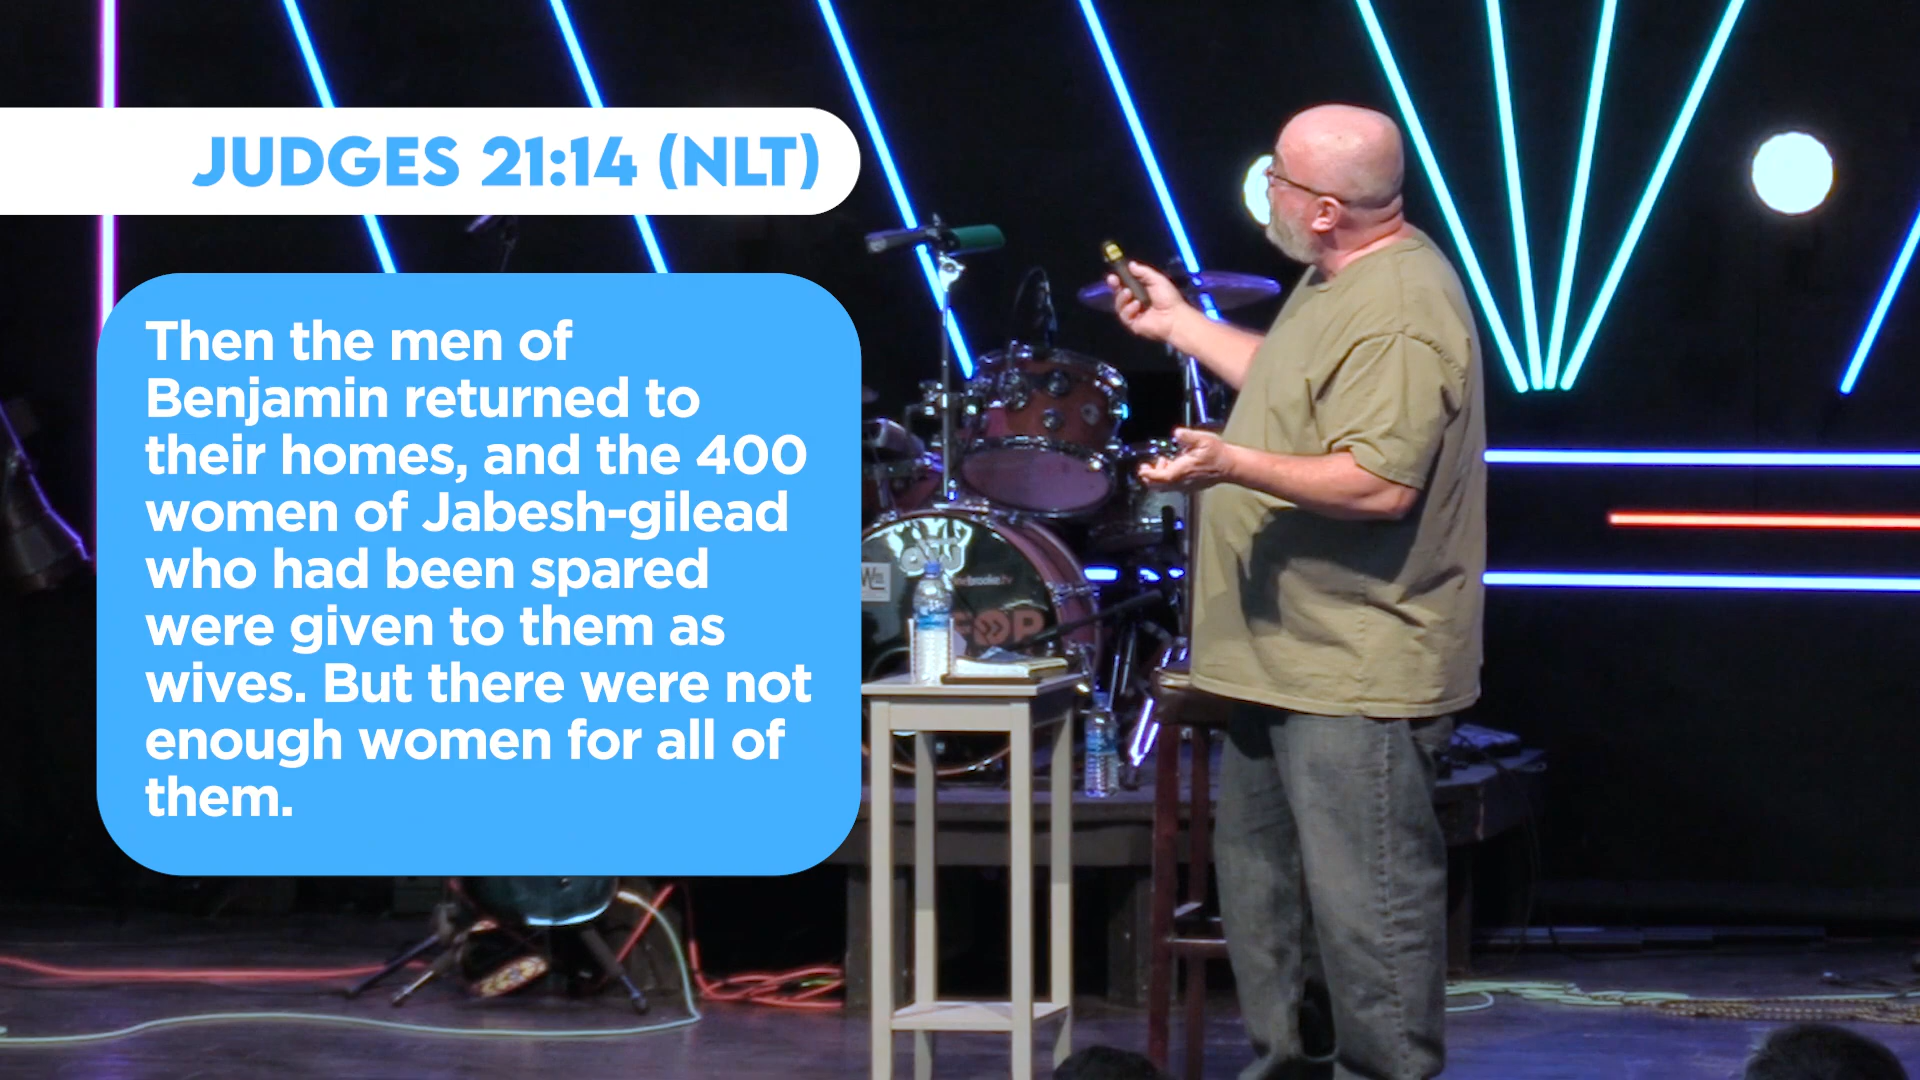 JUDGES 21:14 (NLT)
Then the men of
Benjamin returned to
their homes, and the 400
women of Jabesh-gilead
who had been spared
were given to them as
wives. But there were not
enough women for all of
them.